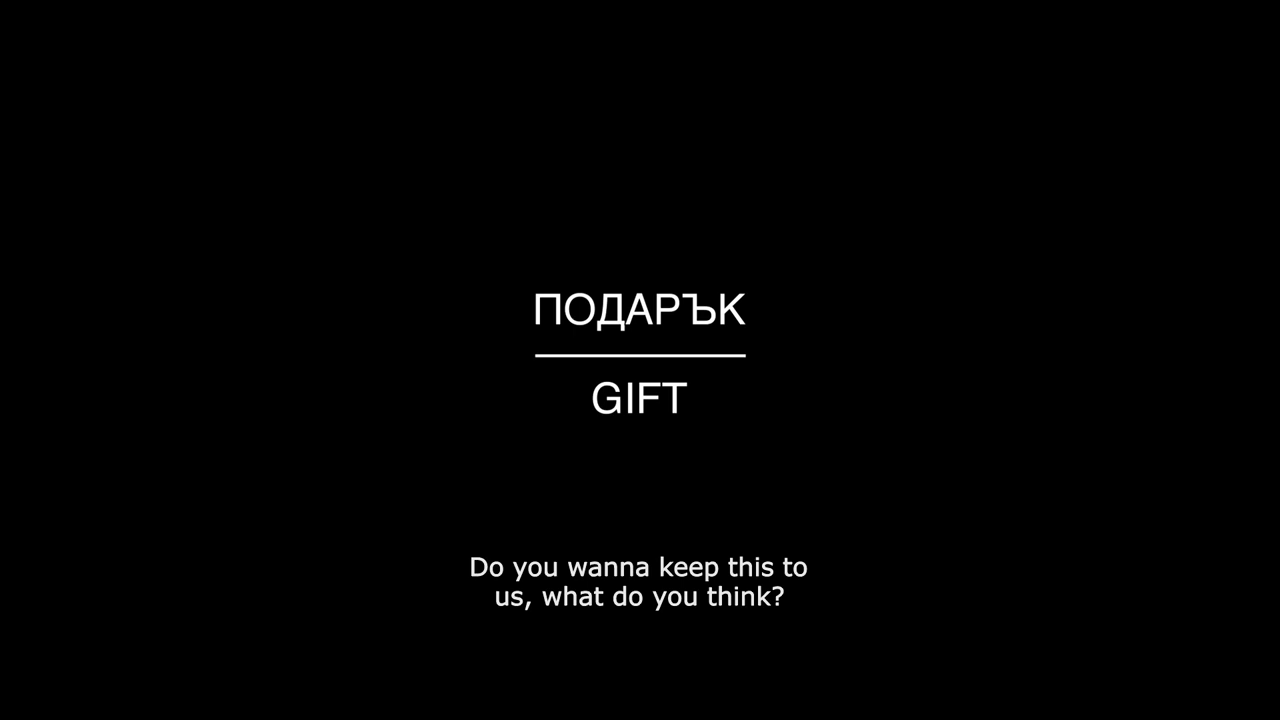 ПОДАРЪК
GIFT
Do you wanna keep this to
us, what do you think?